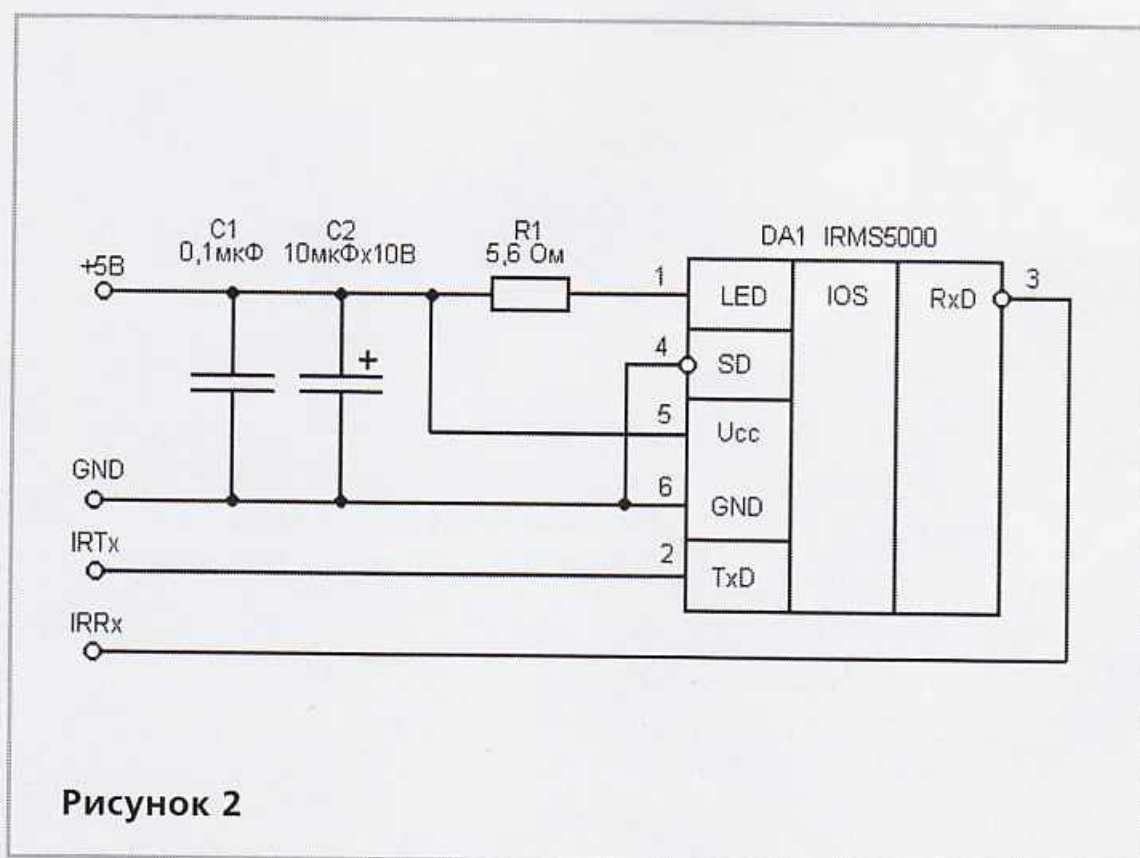 C1
0,1мкФ
C2
10мкФx10В
R1
5,6 Ом
DA1 IRMS5000
+5В
1
LED
IOS
RxD
3
4
SD
+
5
Ucc
GND
6
GND
IRTx
2
TxD
IRRx
Рисунок 2